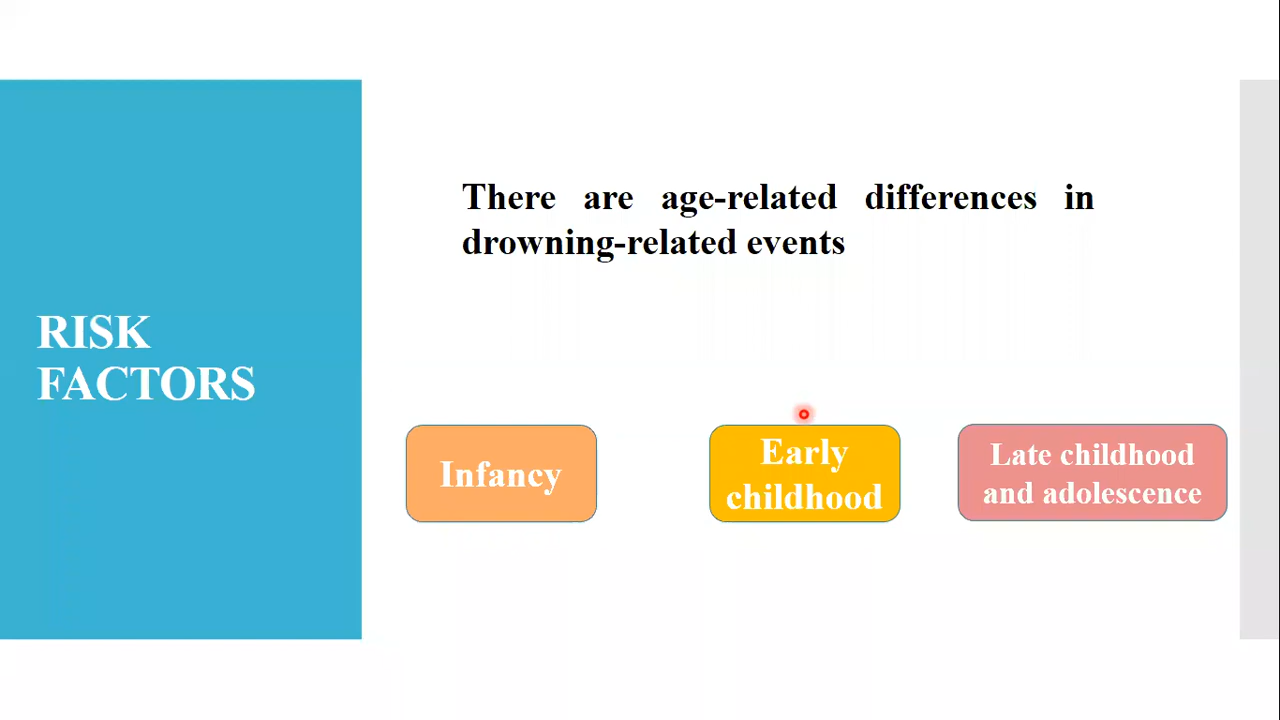 RISK
FACTORS
There are age-related differences in
drowning-related events
Infancy
Early
childhood
Late childhood
and adolescence